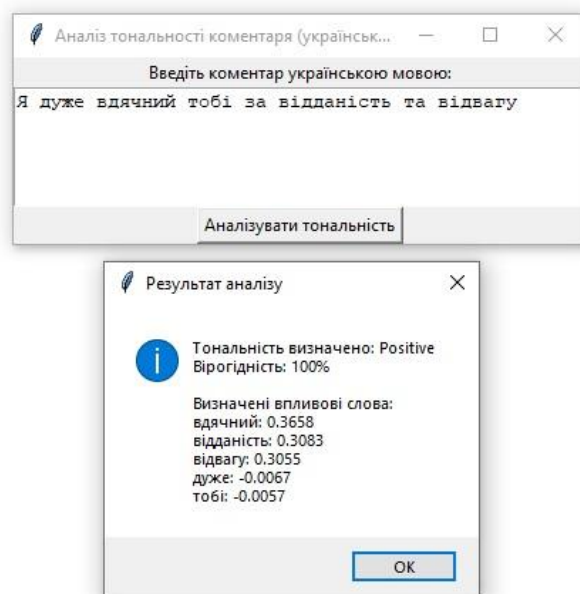 Аналіз тональності коментаря (українськ...
Введіть коментар українською мовою:
Я дуже вдячний тобі за відданість та відвагу
Аналізувати тональність
Результат аналізу
Тональність визначено: Positive
Вірогідність: 100%
Визначені впливові слова:
вдячний: 0.3658
відданість: 0.3083
відвагу: 0.3055
дуже: -0.0067
тобі: -0.0057
OK